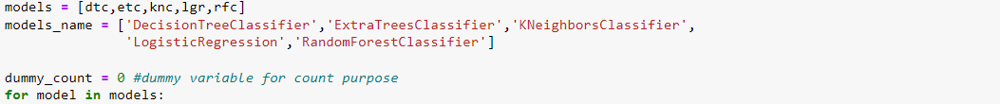 models = [dtc,etc,knc,lgr,rfc]
models_name = ['DecisionTreeClassifier','ExtraTreesClassifier','KNeighborsClassifier',
'LogisticRegression','RandomForestClassifier']
dummy_count = 0 #dummy variable for count purpose
for model in models: